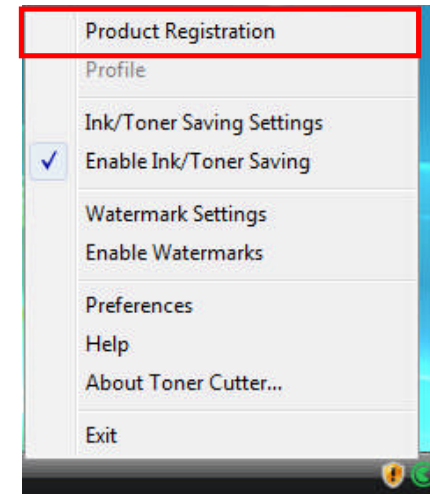 Product Registration
Profile
Ink/Toner Saving Settings
Enable Ink/Toner Saving
Watermark Settings
Enable Watermarks
Preferences
Help
About Toner Cutter...
Exit